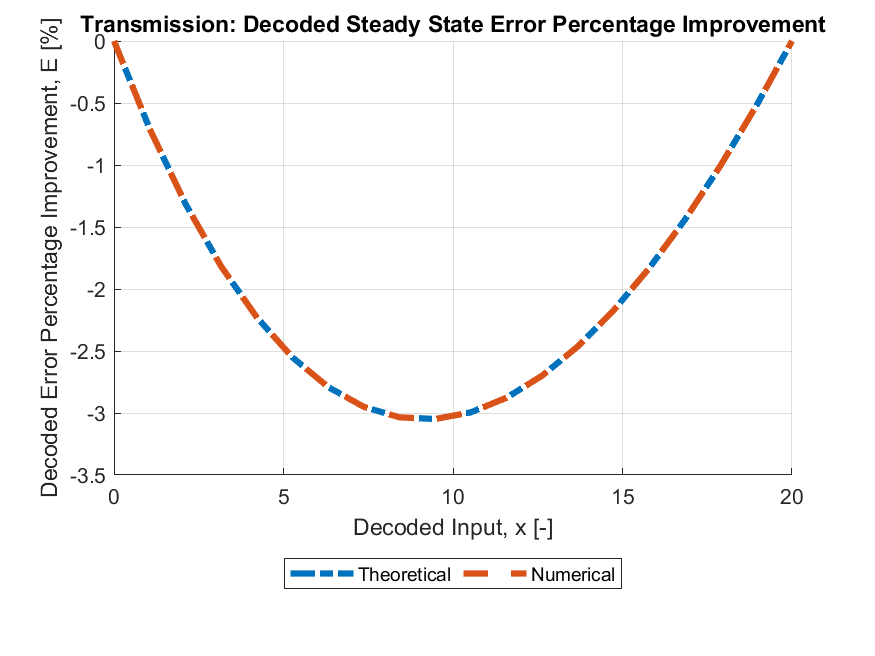 Transmission: Decoded Steady State Error Percentage Improvement
Decoded Error Percentage Improvement, E [%]
0
-0.5
-1
-1.5
-2
-2.5
-3
-3.5
0 5 10 15 20
Decoded Input, x [-]
Theoretical Numerical